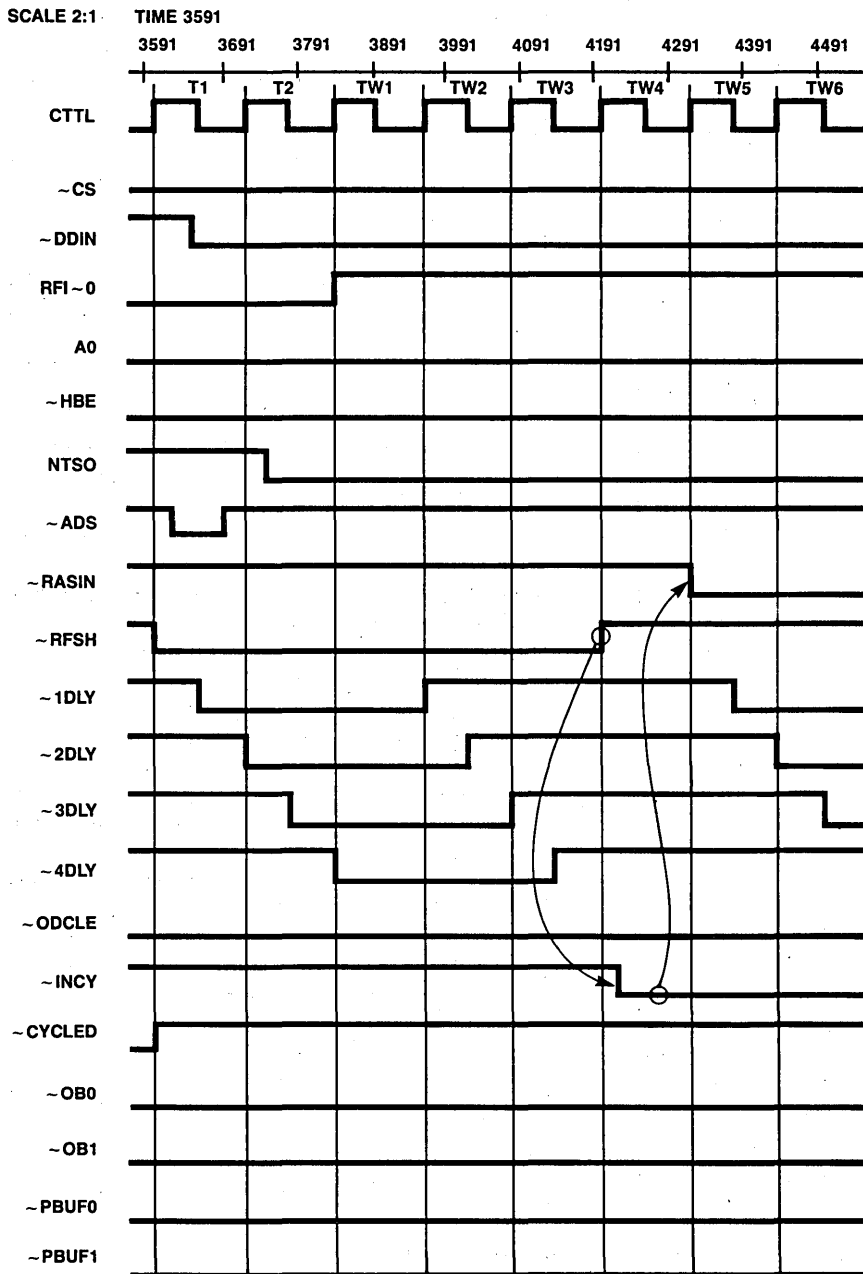 SCALE 2:1 TIME 3591
3591 3691 3791 3891 3991 4091 4191 4291 4391 4491
T1 T2 TW1 TW2 TW3 TW4 TW5 TW6
CTTL
~CS
~DDIN
RFI~0
A0
~HBE
NTSO
~ADS
~RASIN
~RFSH
~1DLY
~2DLY
~3DLY
~4DLY
~ODCLE
~INCY
~CYCLED
~OB0
~OB1
~PBUF0
~PBUF1